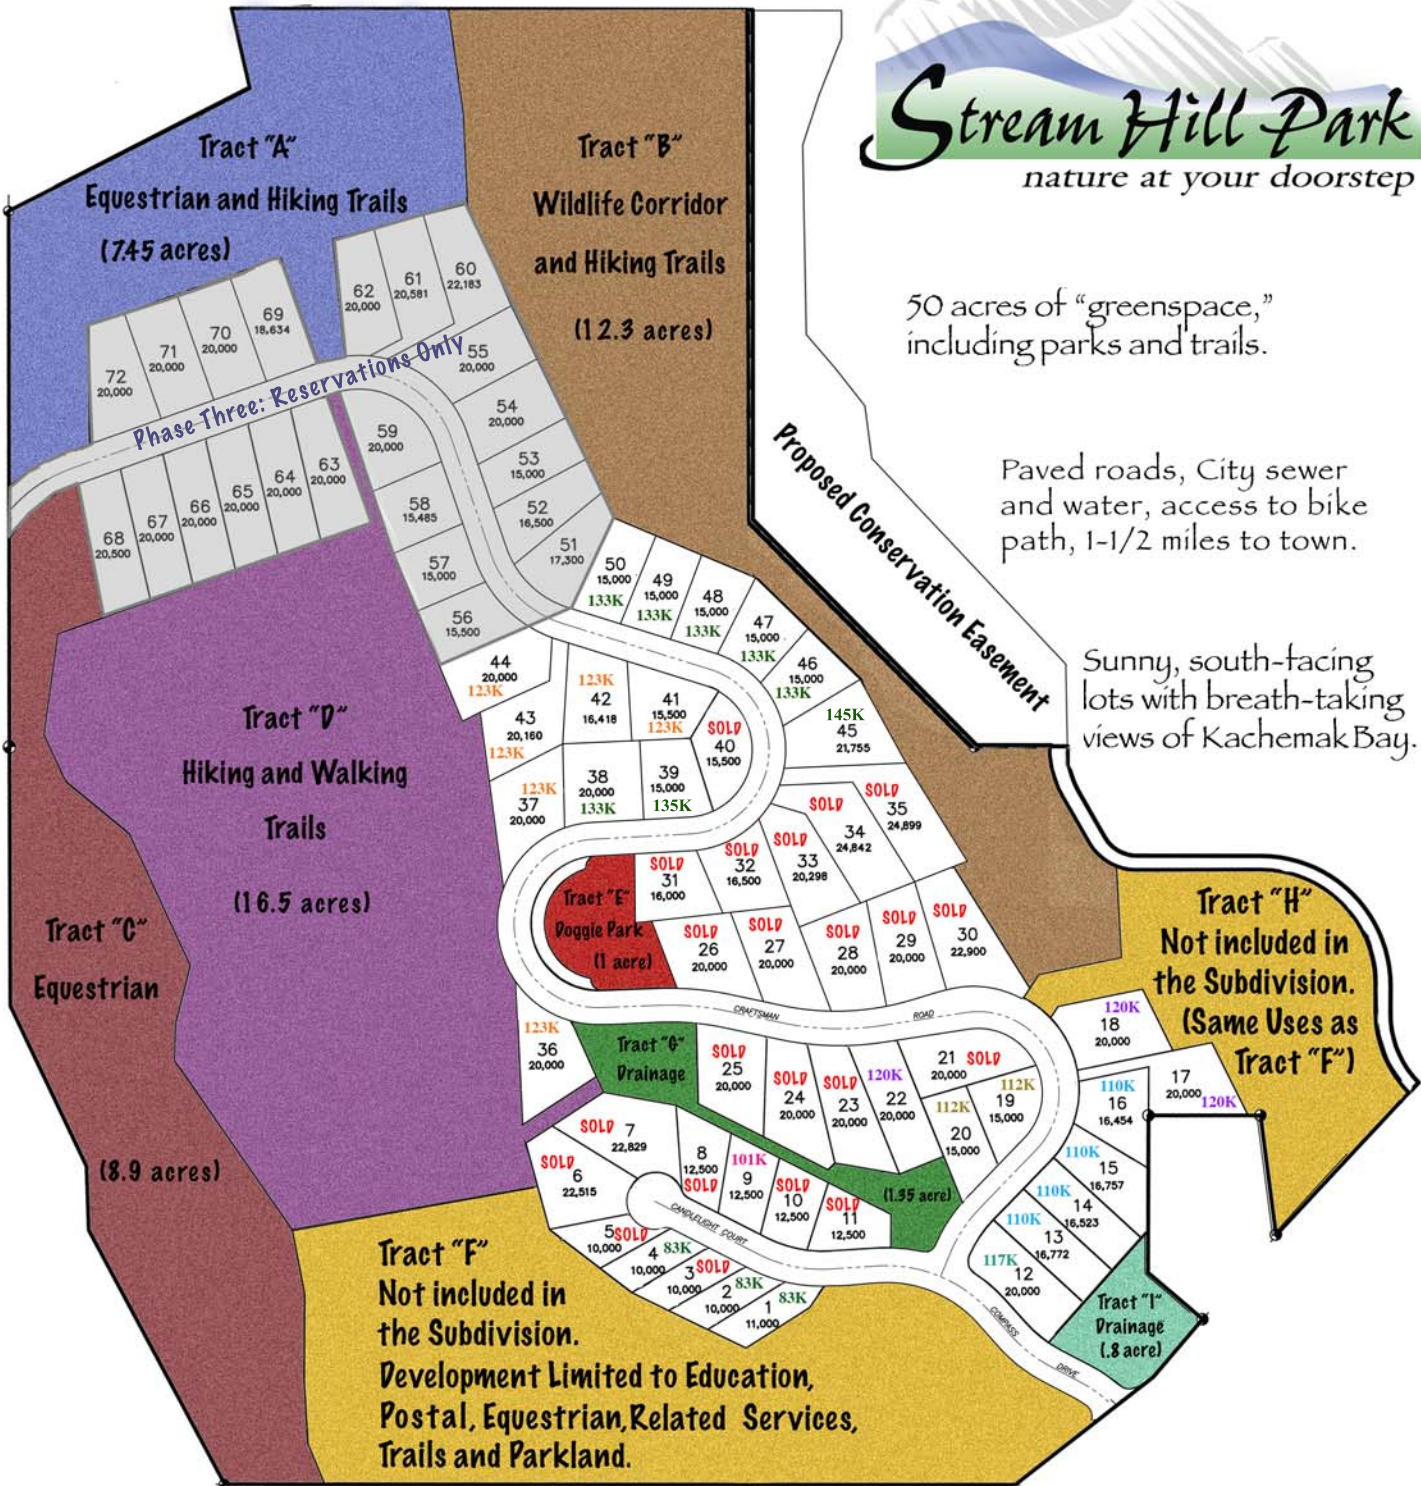 Stream Hill Park
nature at your doorstep
50 acres of “greenspace,”
including parks and trails.
Paved roads, City sewer
and water, access to bike
path, 1-1/2 miles to town.
Sunny, south-facing
lots with breath-taking
views of Kachemak Bay.
Proposed Conservation Easement
Tract "A"
Equestrian and Hiking Trails
(7.45 acres)
Tract "B"
Wildlife Corridor
and Hiking Trails
(12.3 acres)
Phase Three: Reservations Only
72
20,000
71
20,000
70
20,000
69
18,634
62
20,000
61
20,581
60
22,183
55
20,000
54
20,000
53
15,000
52
16,500
51
17,300
59
20,000
58
15,485
57
15,000
56
15,500
68
20,500
67
20,000
66
20,000
65
20,000
64
20,000
63
20,000
50
15,000
133K
49
15,000
133K
48
15,000
133K
47
15,000
133K
46
15,000
133K
145K
45
21,755
44
20,000
123K
43
20,160
123K
123K
42
16,418
41
15,500
123K
SOLD
40
15,500
123K
37
20,000
38
20,000
133K
39
15,000
135K
SOLD
35
24,899
SOLD
34
24,842
SOLD
33
20,298
SOLD
32
16,500
SOLD
31
16,000
Tract "E"
Doggie Park
(1 acre)
SOLD
26
20,000
SOLD
27
20,000
SOLD
28
20,000
SOLD
29
20,000
SOLD
30
22,900
CRAFTSMAN ROAD
Tract "D"
Hiking and Walking
Trails
(16.5 acres)
Tract "C"
Equestrian
(8.9 acres)
Tract "H"
Not included in
the Subdivision.
(Same Uses as
Tract "F")
123K
36
20,000
Tract "G"
Drainage
(1.35 acre)
SOLD
25
20,000
SOLD
24
20,000
SOLD
23
20,000
120K
22
20,000
21 SOLD
20,000
112K
20
15,000
112K
19
15,000
120K
18
20,000
17
20,000
120K
110K
16
16,454
110K
15
16,757
110K
14
16,523
110K
13
16,772
117K
12
20,000
SOLD 7
22,829
SOLD
6
22,515
8
12,500
SOLD
101K
9
12,500
SOLD
10
12,500
SOLD
11
12,500
CANDLELIGHT COURT
5 SOLD
10,000
4 83K
10,000
3 SOLD
10,000
2 83K
10,000
1 83K
11,000
COMPASS DRIVE
Tract "I"
Drainage
(.8 acre)
Tract "F"
Not included in
the Subdivision.
Development Limited to Education,
Postal, Equestrian, Related Services,
Trails and Parkland.